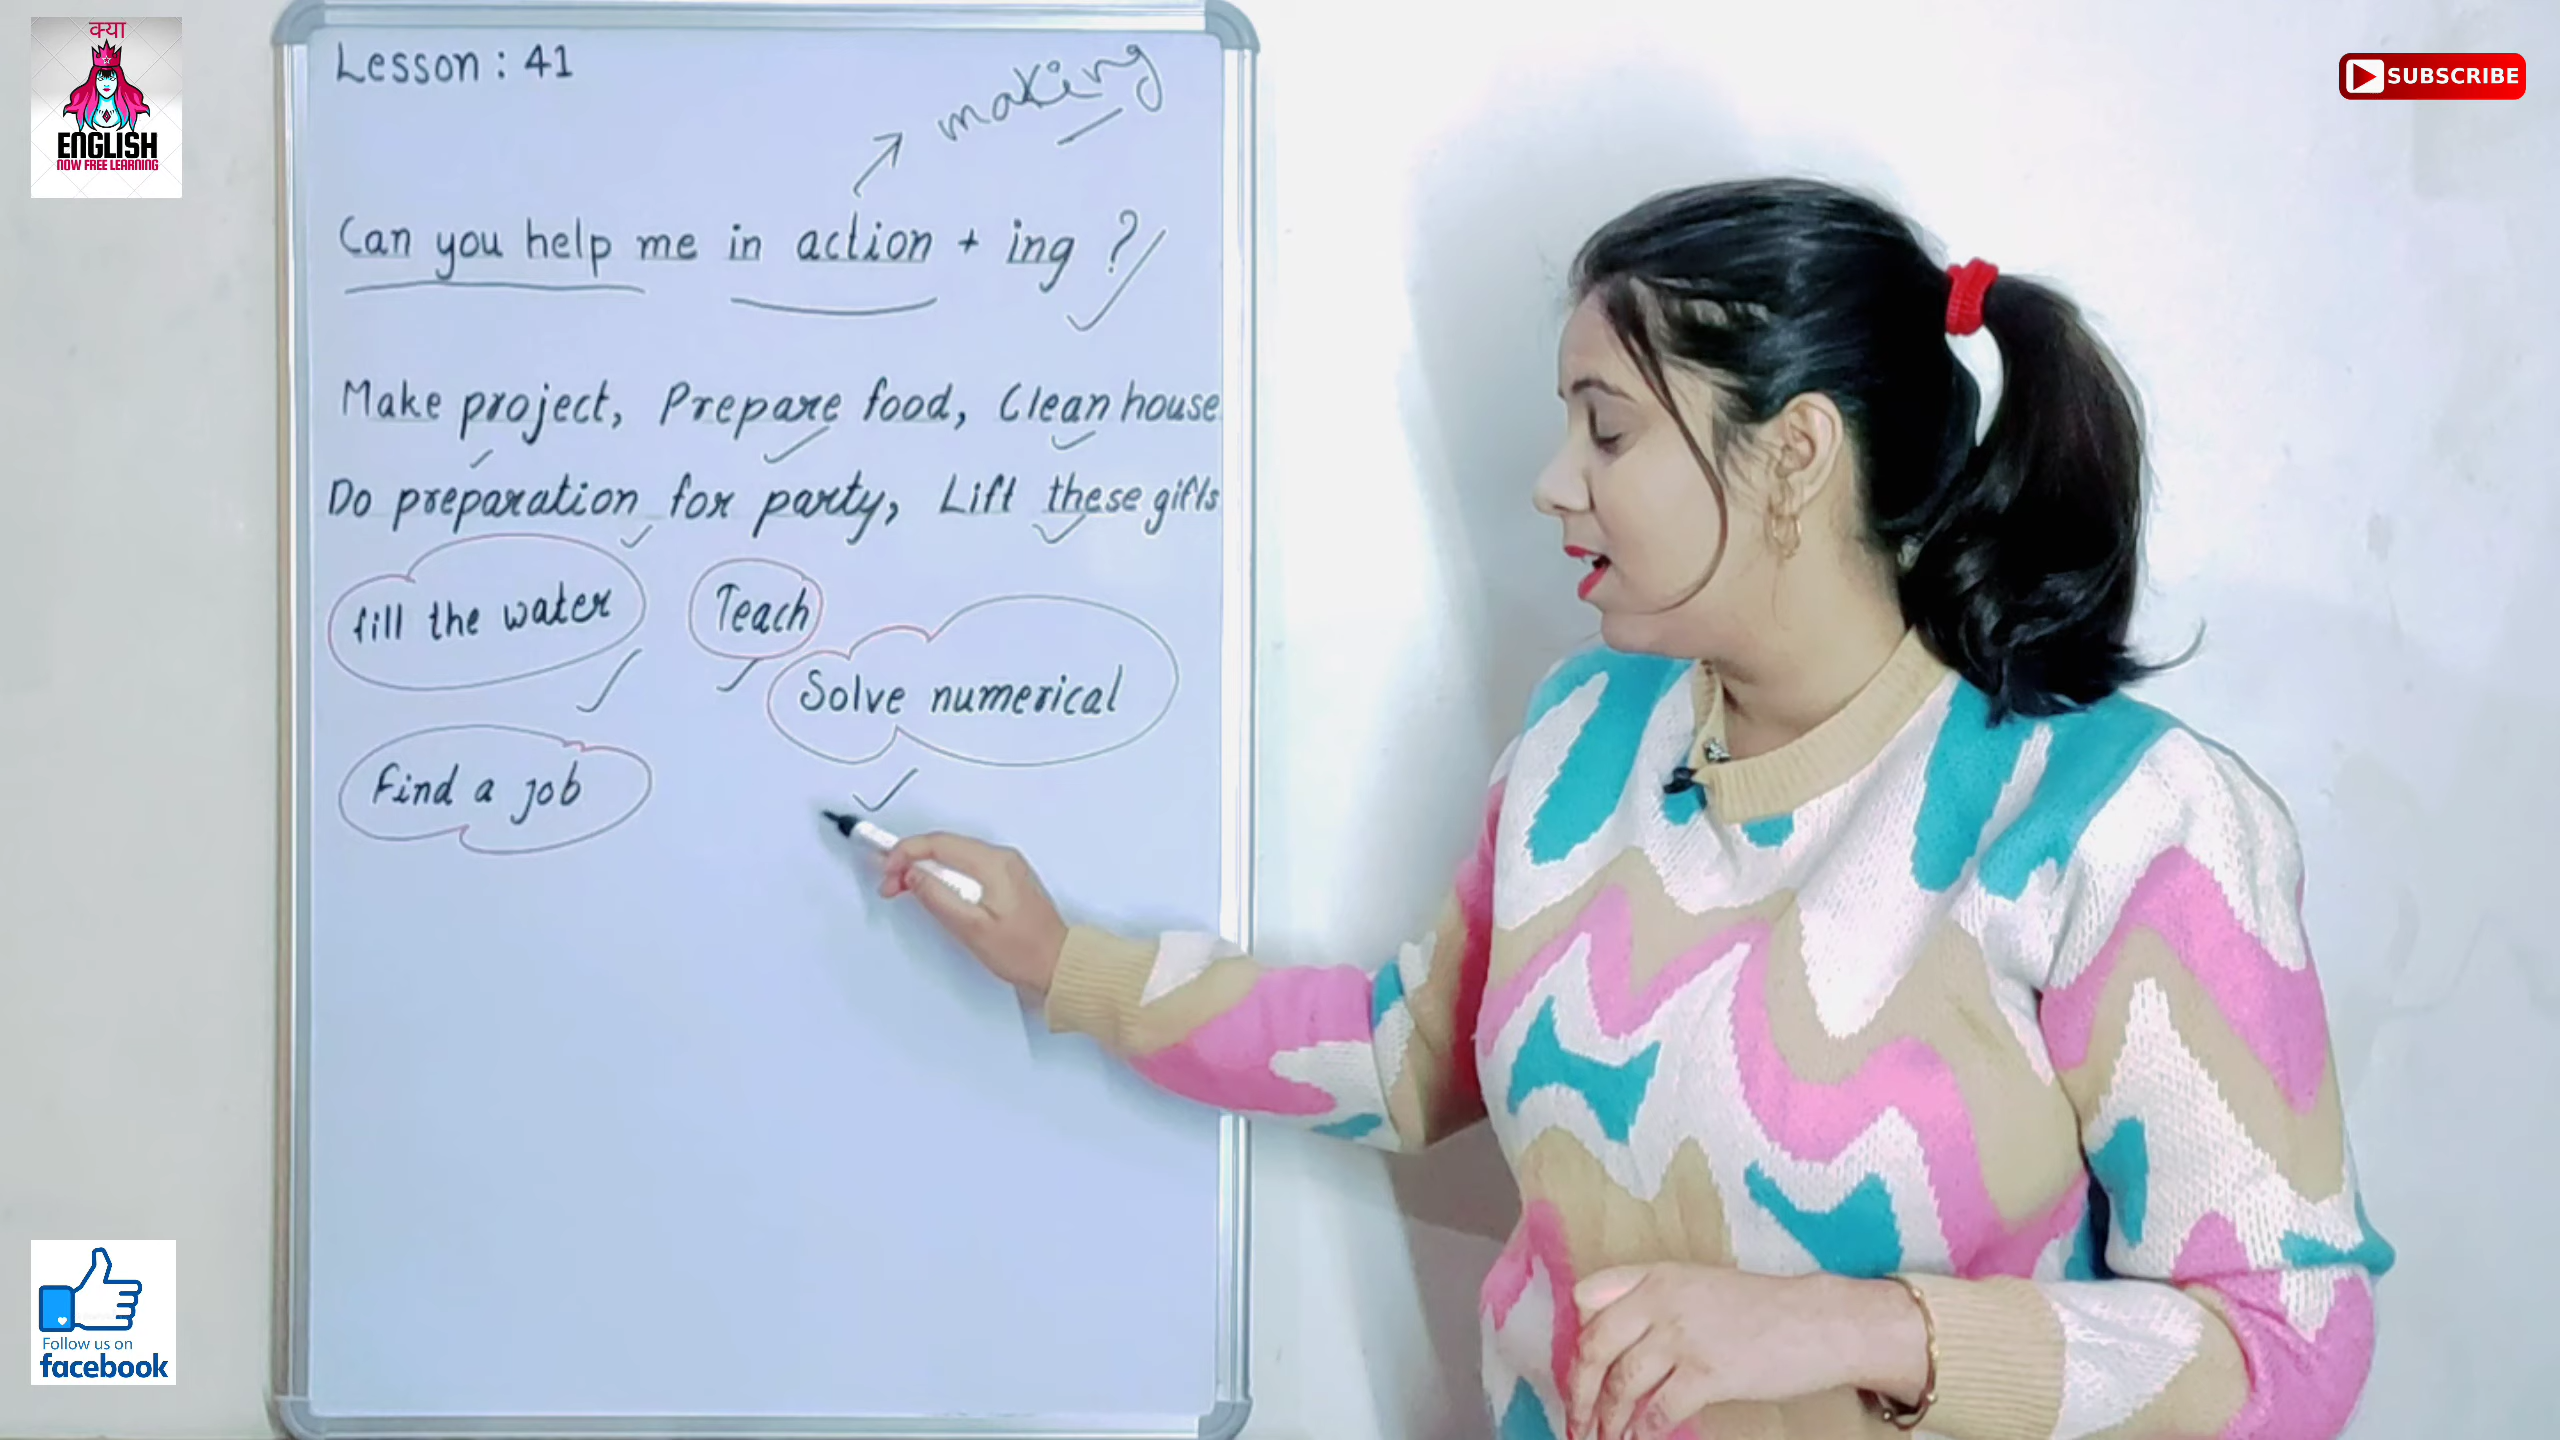 क्या
ENGLISH
NOW FREE LEARNING
SUBSCRIBE
Lesson : 41
making
Can you help me in action + ing ?
Make project, Prepare food, Clean house
Do preparation for party, Lift these gifts
fill the water
Teach
Solve numerical
Find a job
Follow us on
facebook